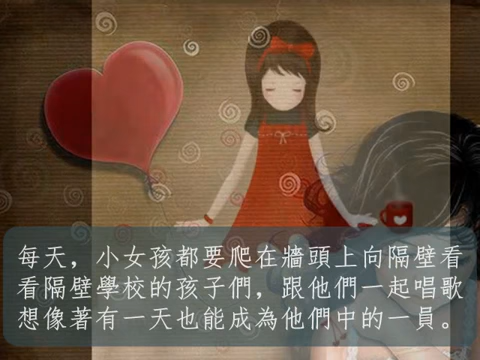 每天，小女孩都要爬在牆頭上向隔壁看
看隔壁學校的孩子們，跟他們一起唱歌
想像著有一天也能成為他們中的一員。